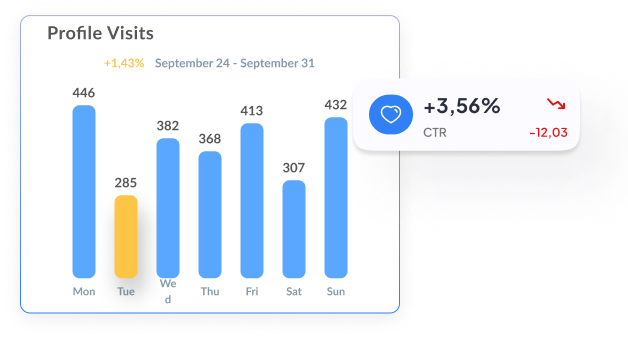 Profile Visits
+1,43% September 24 - September 31
446
285
382
368
413
307
432
Mon
Tue
We
d
Thu
Fri
Sat
Sun
+3,56%
CTR
-12,03